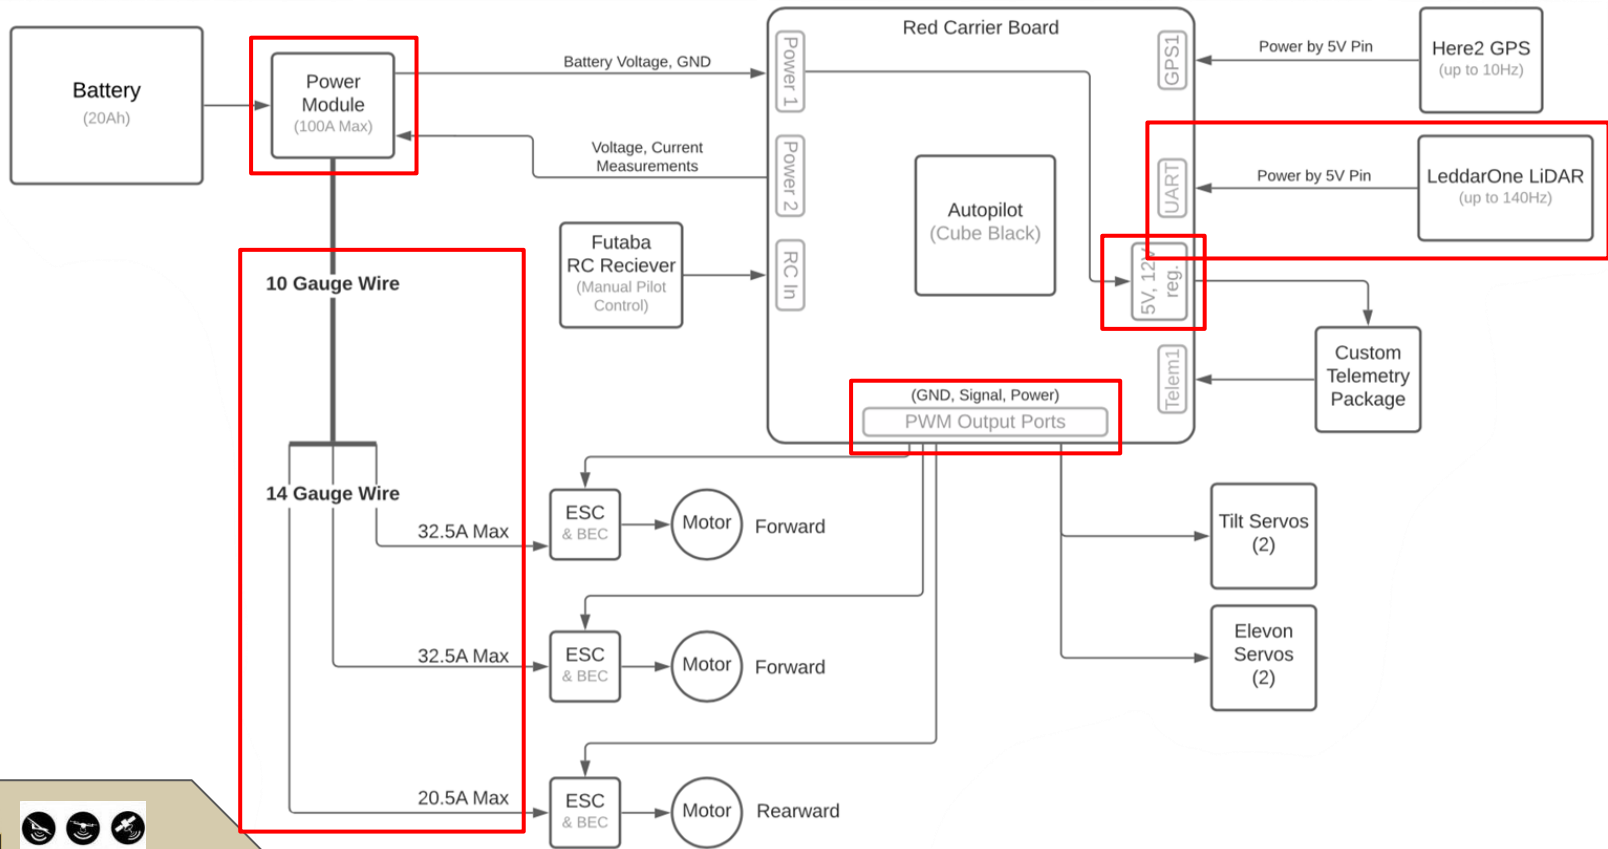 Battery
(20Ah)
Power
Module
(100A Max)
Battery Voltage, GND
Voltage, Current
Measurements
Futaba
RC Reciever
(Manual Pilot
Control)
Red Carrier Board
Power 1
Power 2
RC In
Autopilot
(Cube Black)
GPS1
UART
5V, 12V
reg.
Telem1
(GND, Signal, Power)
PWM Output Ports
Power by 5V Pin
Here2 GPS
(up to 10Hz)
Power by 5V Pin
LeddarOne LiDAR
(up to 140Hz)
Custom
Telemetry
Package
10 Gauge Wire
14 Gauge Wire
32.5A Max
ESC
& BEC
Motor
Forward
32.5A Max
ESC
& BEC
Motor
Forward
20.5A Max
ESC
& BEC
Motor
Rearward
Tilt Servos
(2)
Elevon
Servos
(2)